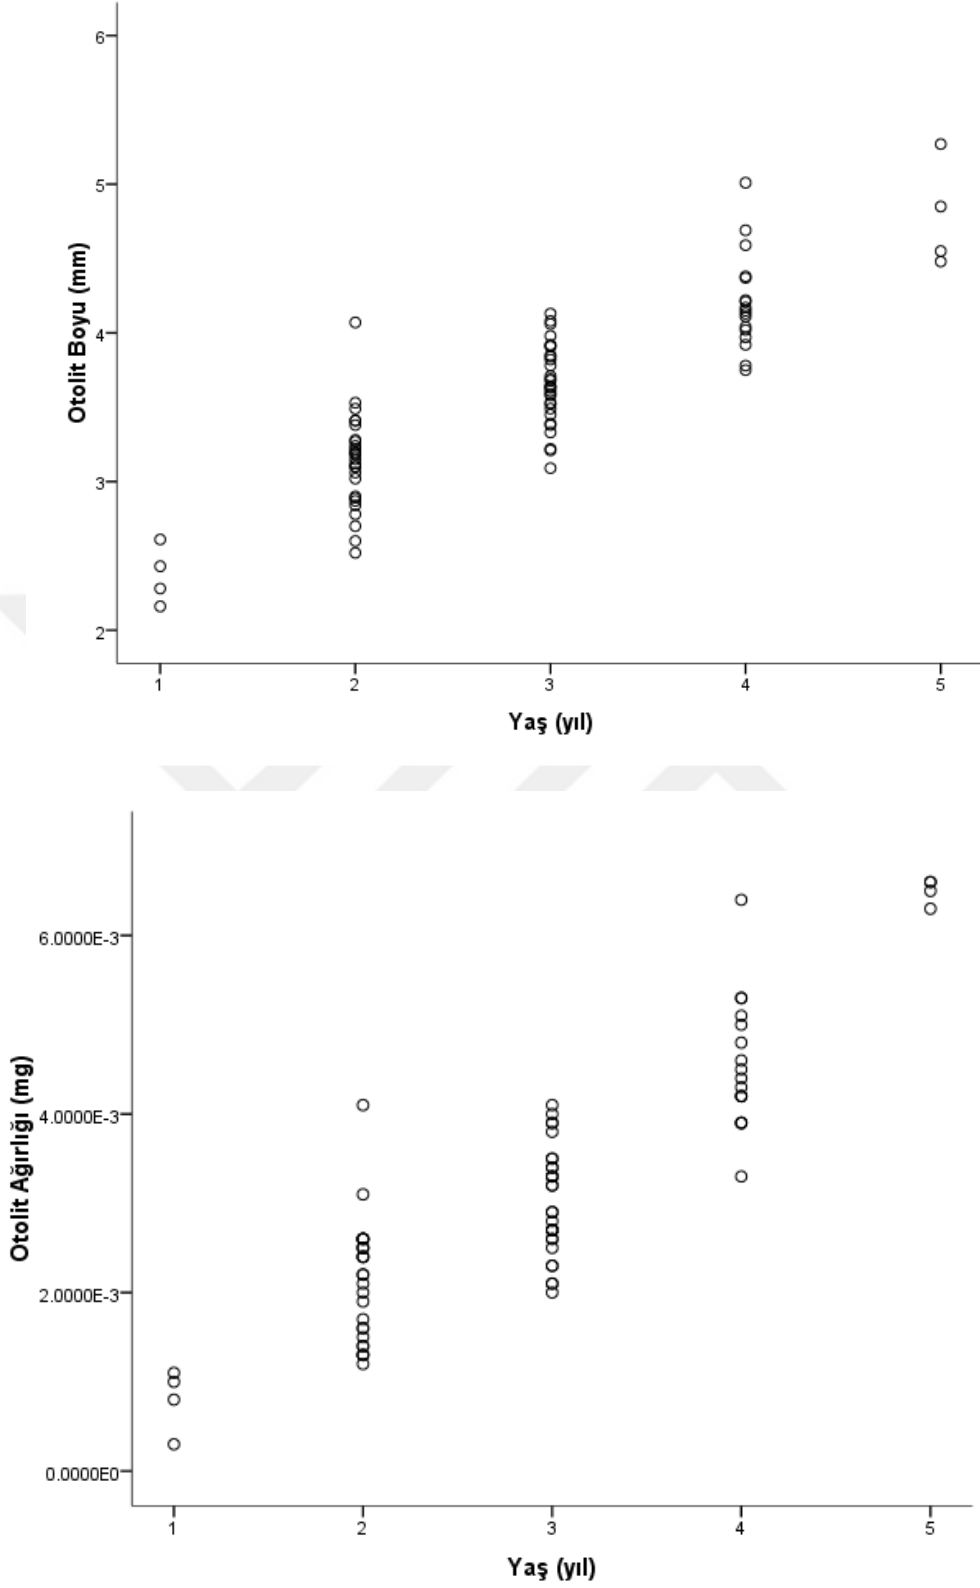 6
5
4
3
2
Otolit Boyu (mm)
1 2 3 4 5
Yaş (yıl)
6.0000E-3
4.0000E-3
2.0000E-3
0.0000E0
Otolit Ağırlığı (mg)
1 2 3 4 5
Yaş (yıl)